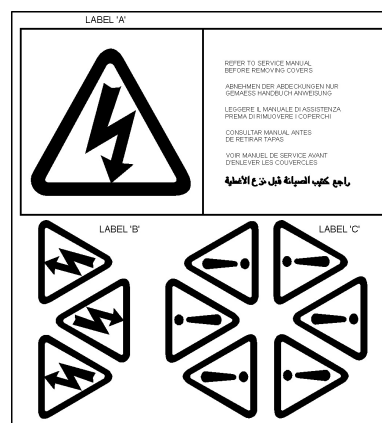 LABEL 'A'
REFER TO SERVICE MANUAL
BEFORE REMOVING COVERS
ABNEHMEN DER ABDECKUNGEN NUR
GEMAESS HANDBUCH ANWEISUNG
LEGGERE IL MANUALE DI ASSISTENZA
PREMA DI RIMUOVERE I COPERCHI
CONSULTAR MANUAL ANTES
DE RETIRAR TAPAS
VOIR MANUEL DE SERVICE AVANT
D'ENLEVER LES COUVERCLES
راجع كتيب الصيانة قبل نزع الأغطية
LABEL 'B'
LABEL 'C'